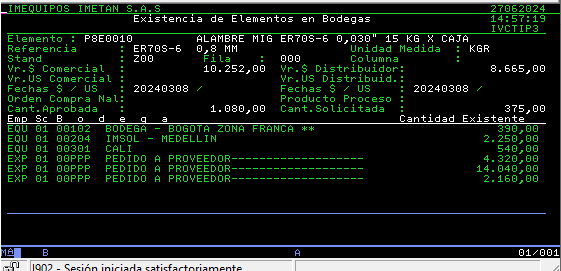 IMEQUIPOS IMETAN S.A.S 27062024
Existencia de Elementos en Bodegas 14:57:19
IVCTIP3
Elemento : P8E0010 ALAMBRE MIG ER70S-6 0,030" 15 KG X CAJA
Referencia : ER70S-6 0,8 MM Unidad Medida : KGR
Stand : Z00 Fila : 000 Columna :
Vr.$ Comercial : 10.252,00 Vr.$ Distribuidor: 8.665,00
Vr.US Comercial : Vr.US Distribuid.:
Fechas $ / US : 20240308 / Fechas $ / US : 20240308 /
Orden Compra Nal: Producto Proceso :
Cant.Aprobada : 1.080,00 Cant.Solicitada : 375,00
Emp Sc B o d e g a Cantidad Existente
EQU 01 00102 BODEGA - BOGOTA ZONA FRANCA ** 390,00
EQU 01 00204 IMSOL - MEDELLIN 2.250,00
EQU 01 00301 CALI 540,00
EXP 01 00PPP PEDIDO A PROVEEDOR------------------- 4.320,00
EXP 01 00PPP PEDIDO A PROVEEDOR------------------- 14.040,00
EXP 01 00PPP PEDIDO A PROVEEDOR------------------- 2.160,00
MA B A 01/001
I902 - Sesión iniciada satisfactoriamente